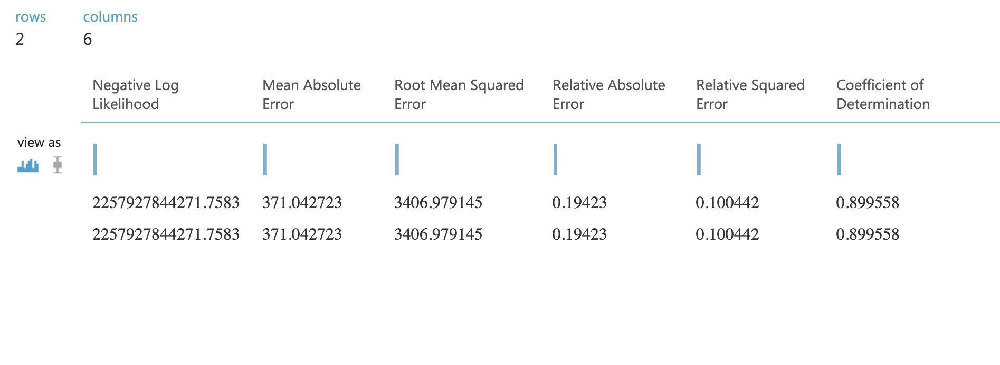 rows columns
2 6
Negative Log Likelihood Mean Absolute Error Root Mean Squared Error Relative Absolute Error Relative Squared Error Coefficient of Determination
view as
2257927844271.7583 371.042723 3406.979145 0.19423 0.100442 0.899558
2257927844271.7583 371.042723 3406.979145 0.19423 0.100442 0.899558